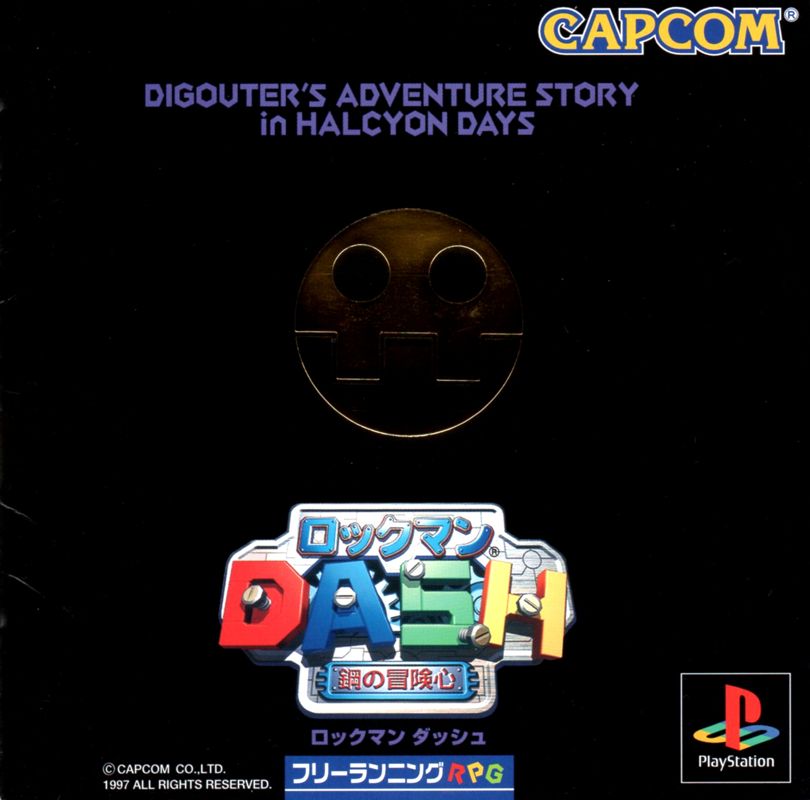 CAPCOM®
DIGOUTER'S ADVENTURE STORY
in HALCYON DAYS
ロックマン®
DASH
鋼の冒険心
ロックマン ダッシュ
フリーランニングRPG
© CAPCOM CO.,LTD.
1997 ALL RIGHTS RESERVED.
PlayStation